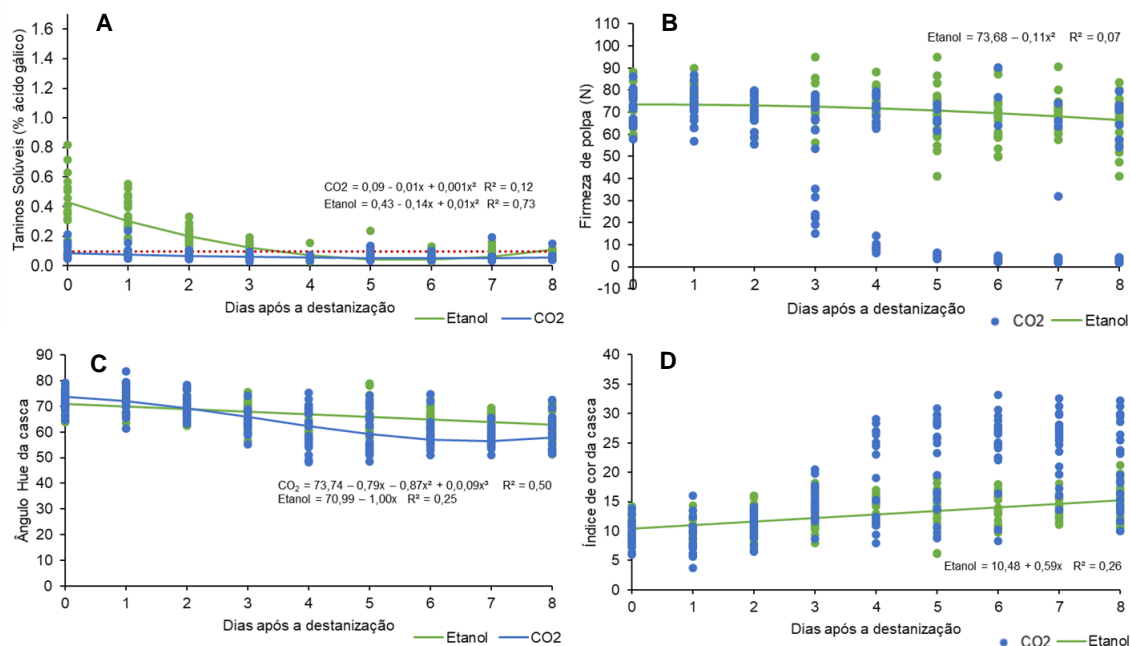 A
Taninos Solúveis (% ácido gálico)
1.6
1.4
1.2
1.0
0.8
0.6
0.4
0.2
0.0
CO2 = 0,09 - 0,01x + 0,001x² R² = 0,12
Etanol = 0,43 - 0,14x + 0,01x² R² = 0,73
0 1 2 3 4 5 6 7 8
Dias após a destanização
Etanol CO2
B
Firmeza de polpa (N)
110
100
90
80
70
60
50
40
30
20
10
0
-10
Etanol = 73,68 – 0,11x² R² = 0,07
0 1 2 3 4 5 6 7 8
Dias após a destanização
CO2 Etanol
C
Ângulo Hue da casca
90
80
70
60
50
40
30
20
10
0
CO₂ = 73,74 – 0,79x – 0,87x² + 0,0,09x³ R² = 0,50
Etanol = 70,99 – 1,00x R² = 0,25
0 1 2 3 4 5 6 7 8
Dias após a destanização
Etanol CO2
D
Índice de cor da casca
40
35
30
25
20
15
10
5
0
Etanol = 10,48 + 0,59x R² = 0,26
0 1 2 3 4 5 6 7 8
Dias após a destanização
CO2 Etanol